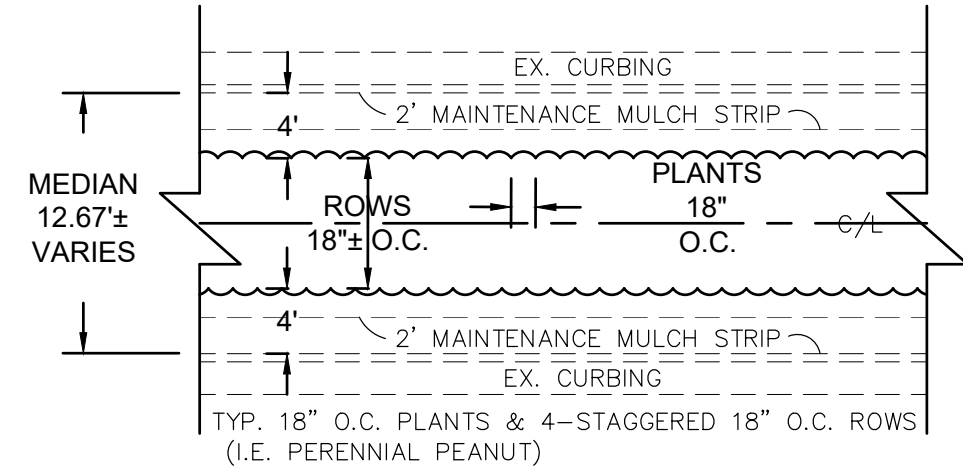 EX. CURBING
2' MAINTENANCE MULCH STRIP
4'
MEDIAN
12.67'±
VARIES
ROWS
18"± O.C.
PLANTS
18"
O.C.
C/L
4'
2' MAINTENANCE MULCH STRIP
EX. CURBING
TYP. 18" O.C. PLANTS & 4-STAGGERED 18" O.C. ROWS
(I.E. PERENNIAL PEANUT)